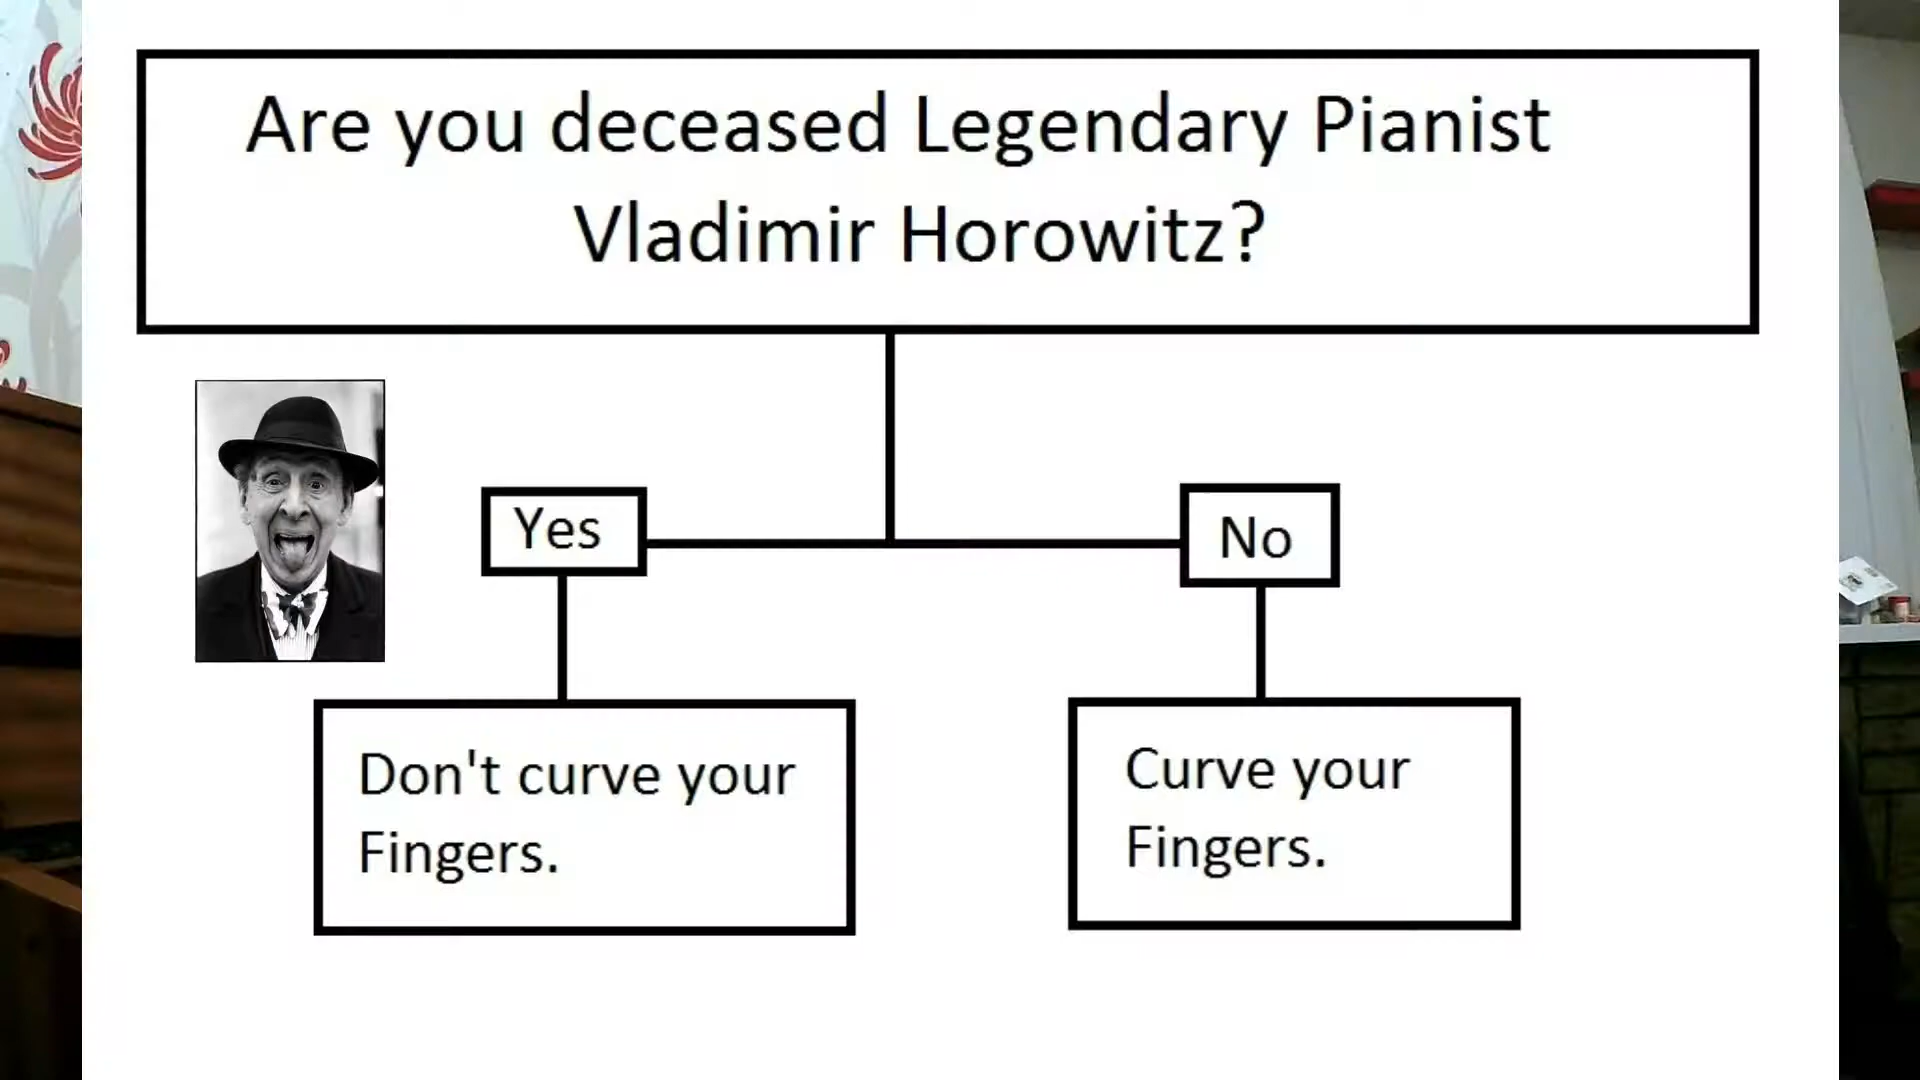 Are you deceased Legendary Pianist
Vladimir Horowitz?
Yes
No
Don't curve your
Fingers.
Curve your
Fingers.